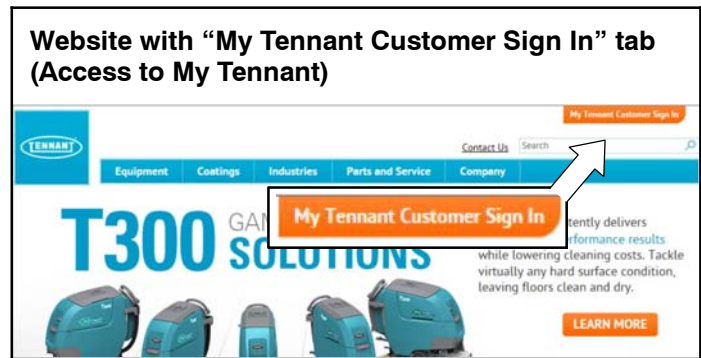 Website with “My Tennant Customer Sign In” tab
(Access to My Tennant)
My Tennant Customer Sign In
TENNANT
Contact Us Search
Equipment Coatings Industries Parts and Service Company
T300
SOLUTIONS
My Tennant Customer Sign In
tently delivers
formance results
while lowering cleaning costs. Tackle
virtually any hard surface condition,
leaving floors clean and dry.
LEARN MORE